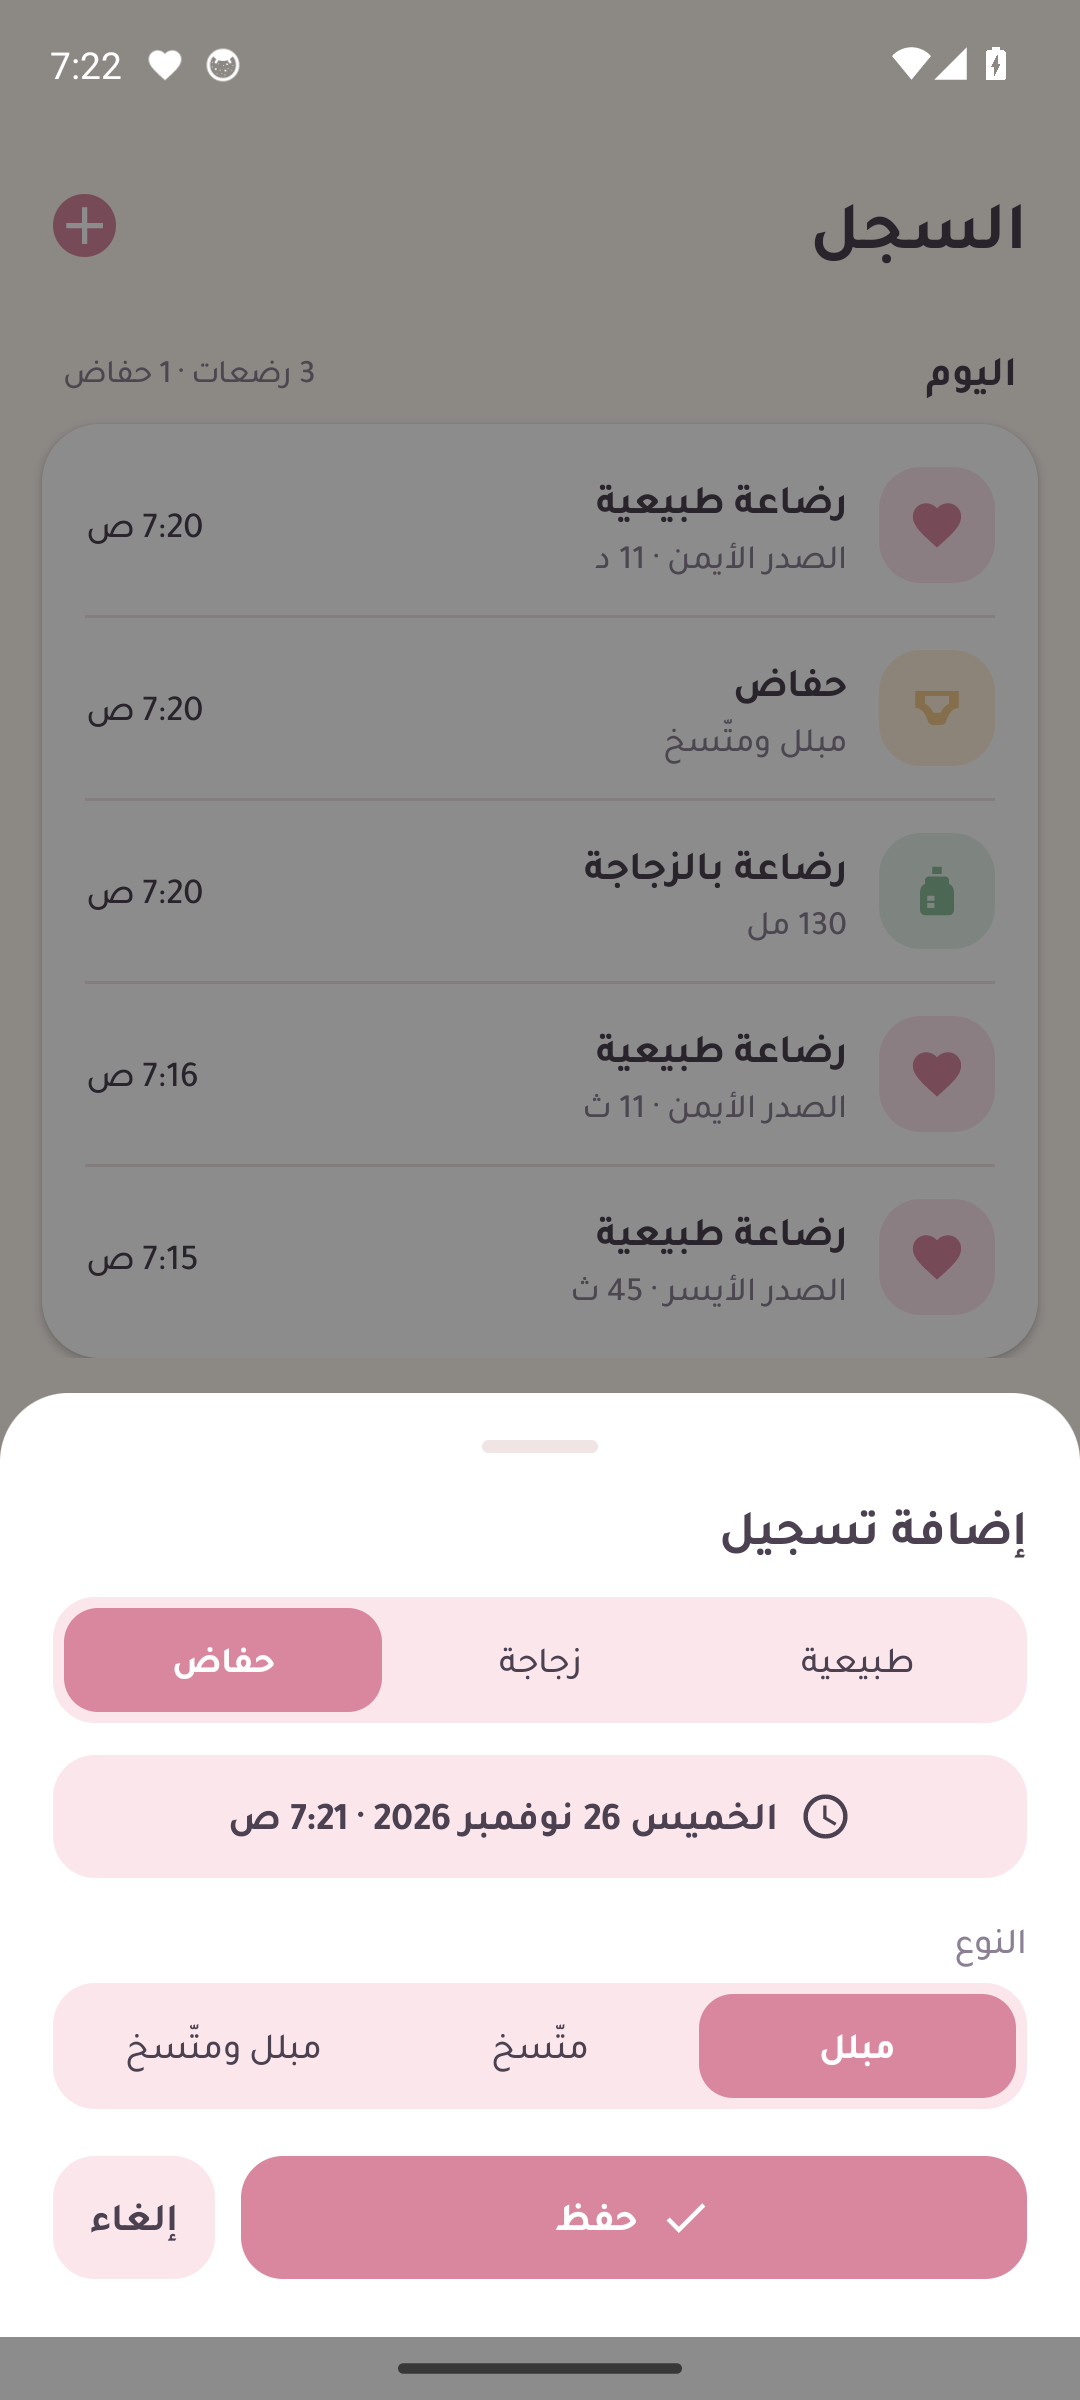 7:22
السجل
اليوم
3 رضعات · 1 حفاض
رضاعة طبيعية
الصدر الأيمن · 11 د
7:20 ص
حفاض
مبلل ومتّسخ
7:20 ص
رضاعة بالزجاجة
130 مل
7:20 ص
رضاعة طبيعية
الصدر الأيمن · 11 ث
7:16 ص
رضاعة طبيعية
الصدر الأيسر · 45 ث
7:15 ص
إضافة تسجيل
طبيعية زجاجة حفاض
الخميس 26 نوفمبر 2026 · 7:21 ص
النوع
مبلل متّسخ مبلل ومتّسخ
حفظ إلغاء